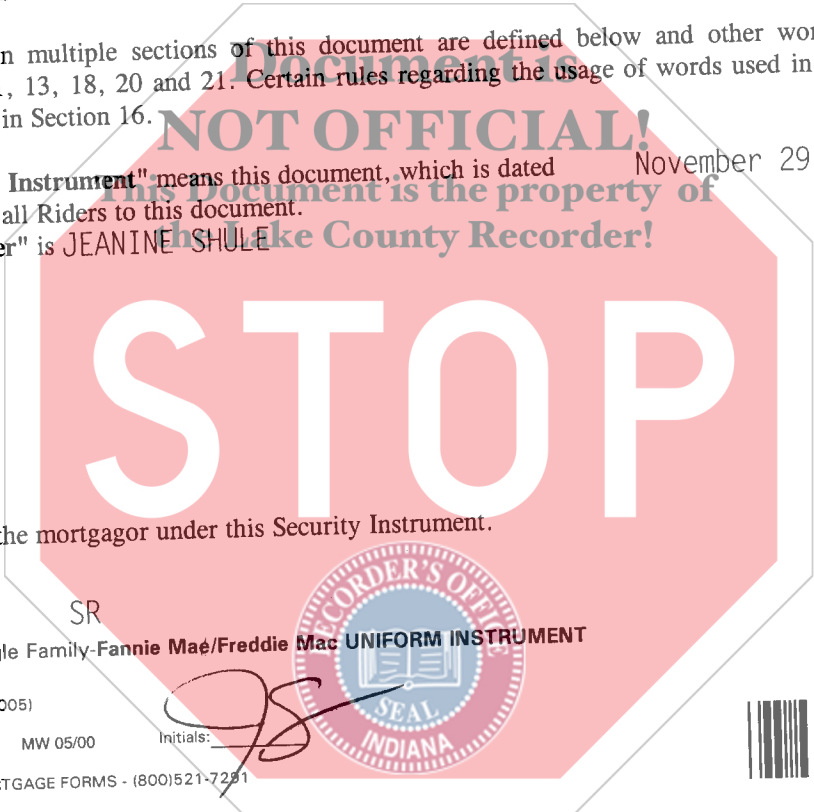 n multiple sections of this document are defined below and other wor
, 13, 18, 20 and 21. Certain rules regarding the usage of words used in
in Section 16.
Document is
NOT OFFICIAL!
This Document is the property of
the Lake County Recorder!
Instrument" means this document, which is dated November 29
all Riders to this document.
er" is JEANINE SHULE
STOP
the mortgagor under this Security Instrument.
SR
gle Family-Fannie Mae/Freddie Mac UNIFORM INSTRUMENT
005)
MW 05/00
Initials: JS
TGAGE FORMS - (800)521-7291
RECORDER'S OFFICE
SEAL
INDIANA